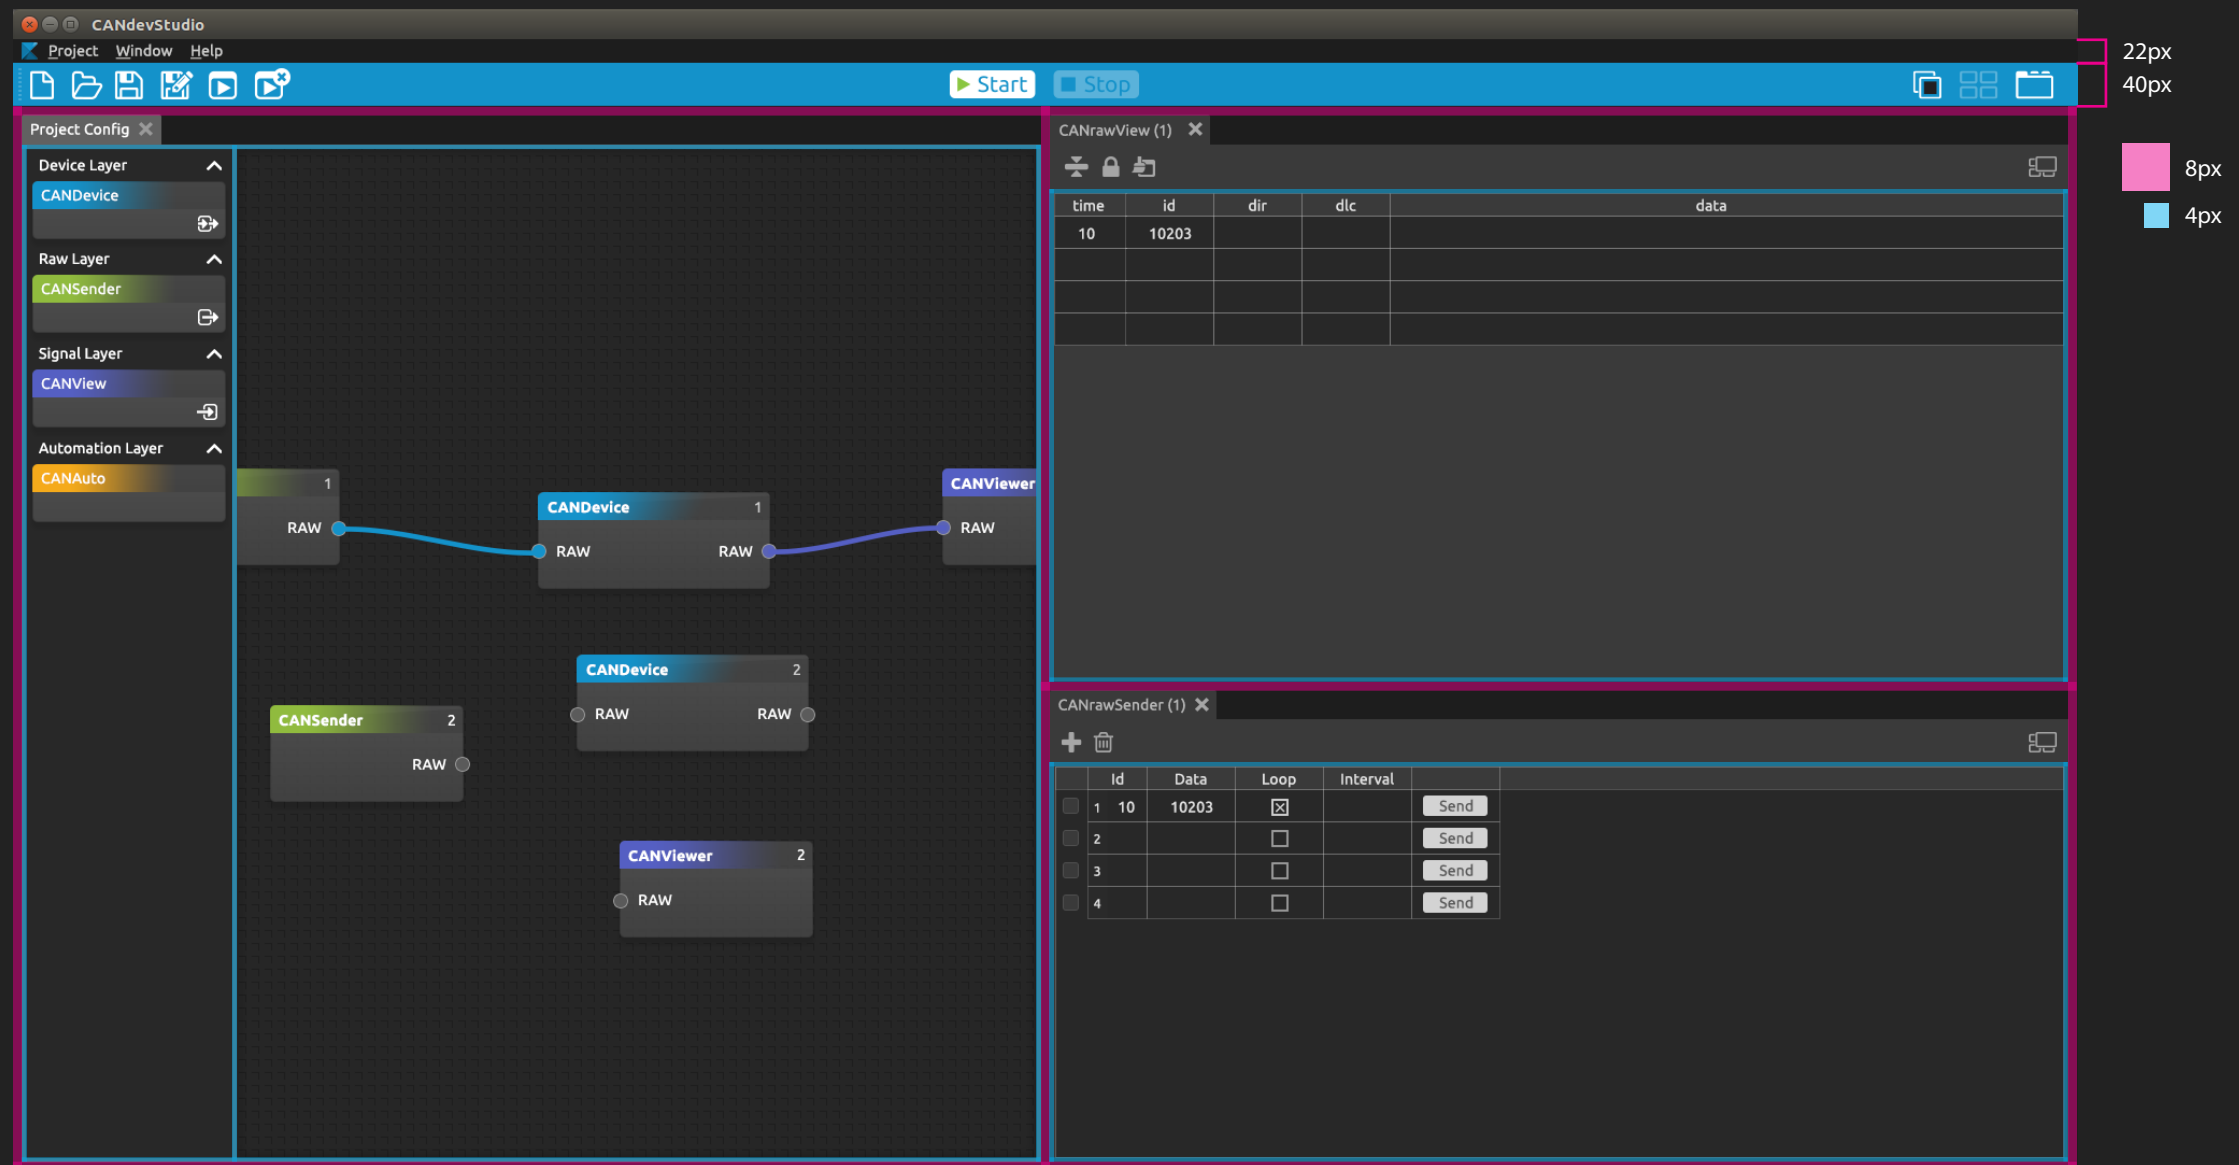 CANdevStudio
Project Window Help
22px
Start Stop
40px
Project Config
Device Layer
CANDevice
Raw Layer
CANSender
Signal Layer
CANView
Automation Layer
CANAuto
1
RAW
CANDevice 1
RAW RAW
CANViewer
RAW
CANDevice 2
RAW RAW
CANSender 2
RAW
CANViewer 2
RAW
CANrawView (1)
time id dir dlc data
10 10203
CANrawSender (1)
Id Data Loop Interval
1 10 10203 Send
2 Send
3 Send
4 Send
8px
4px